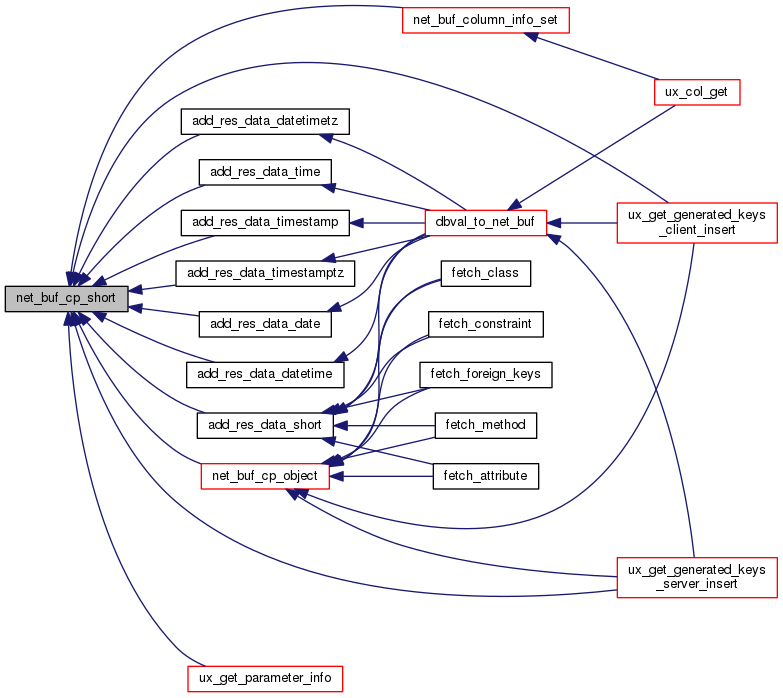 net_buf_column_info_set
ux_col_get
add_res_data_datetimetz
add_res_data_time
add_res_data_timestamp
dbval_to_net_buf
ux_get_generated_keys
_client_insert
add_res_data_timestamptz
fetch_class
net_buf_cp_short
add_res_data_date
fetch_constraint
add_res_data_datetime
fetch_foreign_keys
add_res_data_short
fetch_method
net_buf_cp_object
fetch_attribute
ux_get_generated_keys
_server_insert
ux_get_parameter_info